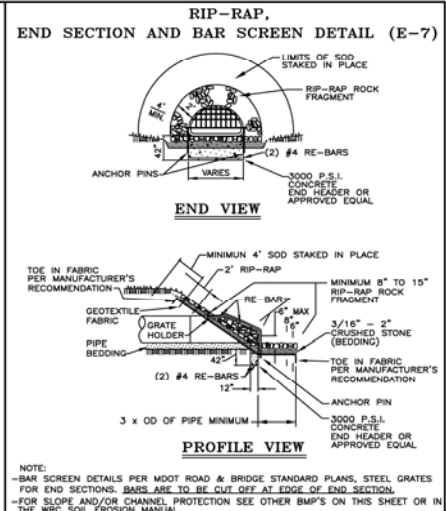 RIP-RAP,
END SECTION AND BAR SCREEN DETAIL (E-7)
LIMITS OF SOD
STAKED IN PLACE
RIP-RAP ROCK
FRAGMENT
4'
MIN.
2'
42"
(2) #4 RE-BARS
ANCHOR PINS
VARIES
3000 P.S.I.
CONCRETE
END HEADER OR
APPROVED EQUAL
END VIEW
MINIMUN 4' SOD STAKED IN PLACE
TOE IN FABRIC
PER MANUFACTURER'S
RECOMMENDATION
2' RIP-RAP
RE-BAR
MINIMUM 8" TO 15"
RIP-RAP ROCK
FRAGMENT
GEOTEXTILE
FABRIC
6" MAX
8"
6"
GRATE
HOLDER
3/16" - 2"
CRUSHED STONE
(BEDDING)
PIPE
BEDDING
42"
TOE IN FABRIC
PER MANUFACTURER'S
RECOMMENDATION
(2) #4 RE-BARS
12"
ANCHOR PIN
3 x OD OF PIPE MINIMUM
3000 P.S.I.
CONCRETE
END HEADER OR
APPROVED EQUAL
PROFILE VIEW
NOTE:
-BAR SCREEN DETAILS PER MDOT ROAD & BRIDGE STANDARD PLANS, STEEL GRATES
FOR END SECTIONS. BARS ARE TO BE CUT OFF AT EDGE OF END SECTION.
-FOR SLOPE AND/OR CHANNEL PROTECTION SEE OTHER BMP'S ON THIS SHEET OR IN
THE WRC SOIL EROSION MANUAL